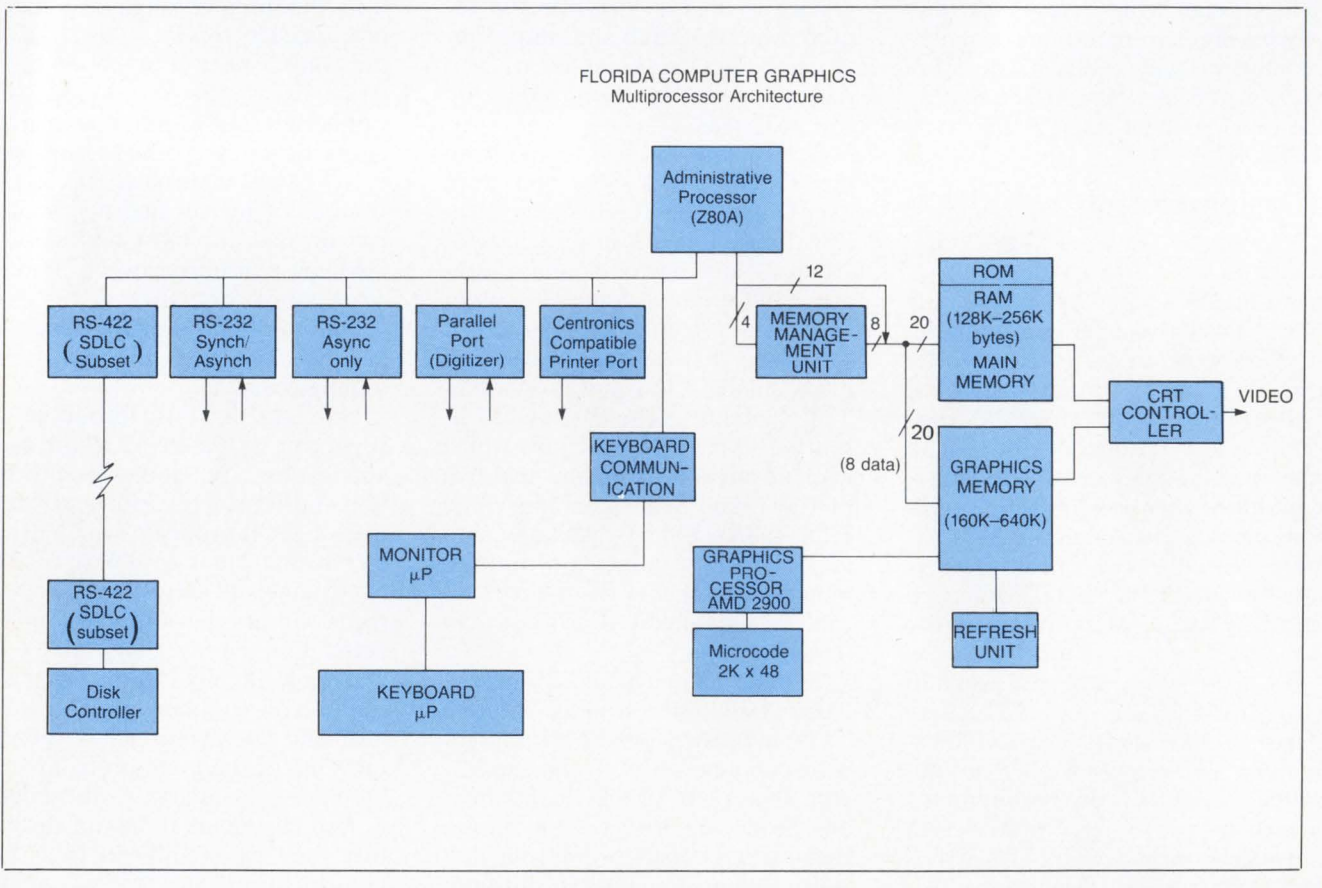 FLORIDA COMPUTER GRAPHICS
Multiprocessor Architecture
Administrative
Processor
(Z80A)
12
4
8
20
RS-422
SDLC
(Subset)
RS-232
Synch/
Asynch
RS-232
Async
only
Parallel
Port
(Digitizer)
Centronics
Compatible
Printer Port
MEMORY
MANAGE-
MENT
UNIT
ROM
RAM
(128K–256K
bytes)
MAIN
MEMORY
CRT
CONTROL-
LER
VIDEO
20
(8 data)
KEYBOARD
COMMUN-
ICATION
GRAPHICS
MEMORY
(160K–640K)
MONITOR
μP
GRAPHICS
PRO-
CESSOR
AMD 2900
RS-422
SDLC
(subset)
Microcode
2K x 48
REFRESH
UNIT
Disk
Controller
KEYBOARD
μP